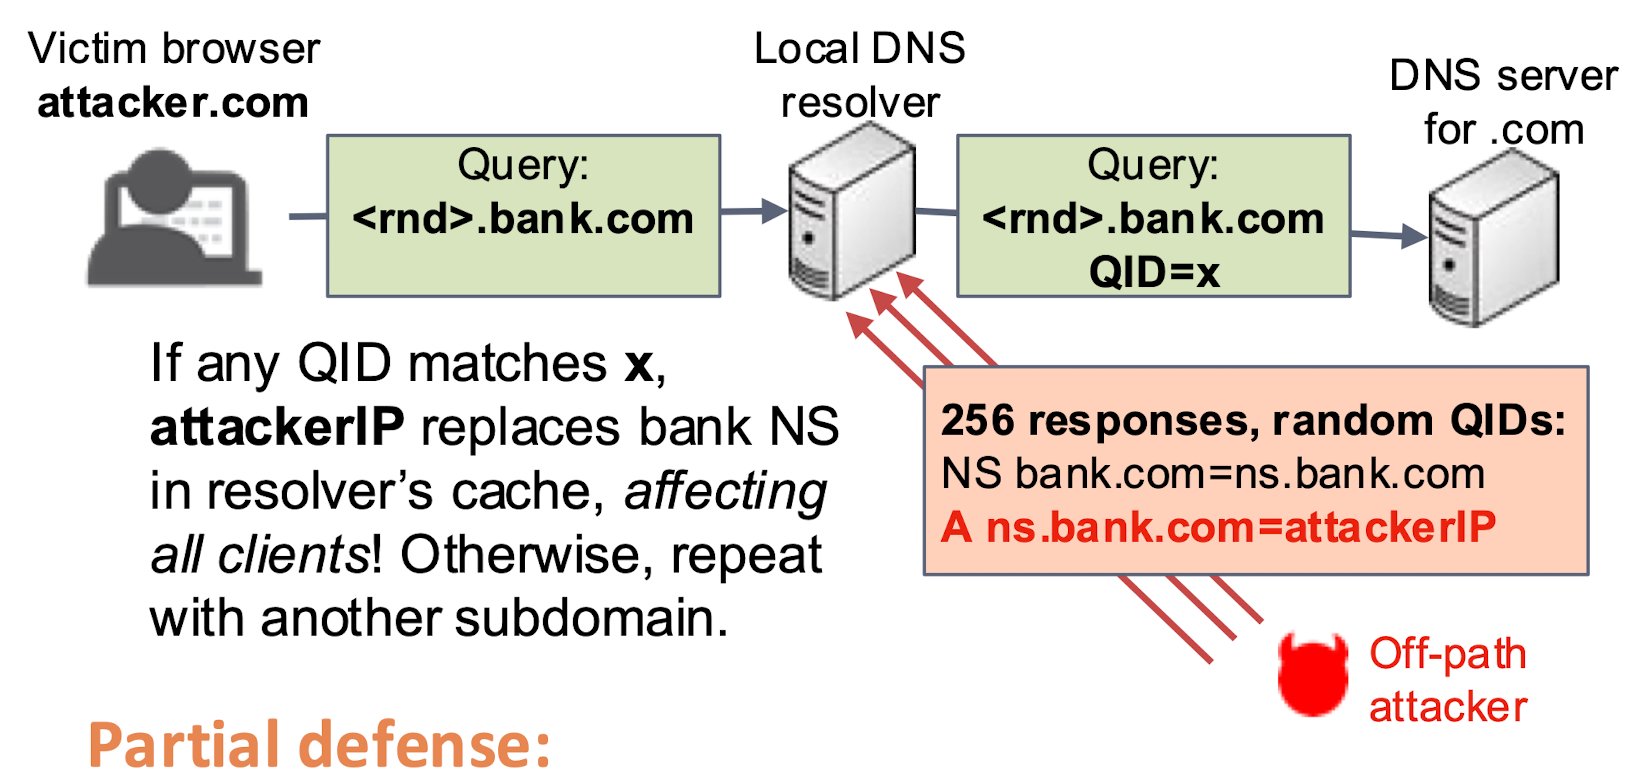 Victim browser
attacker.com
Local DNS
resolver
DNS server
for .com
Query:
<rnd>.bank.com
Query:
<rnd>.bank.com
QID=x
If any QID matches x,
attackerIP replaces bank NS
in resolver’s cache, affecting
all clients! Otherwise, repeat
with another subdomain.
256 responses, random QIDs:
NS bank.com=ns.bank.com
A ns.bank.com=attackerIP
Off-path
attacker
Partial defense: